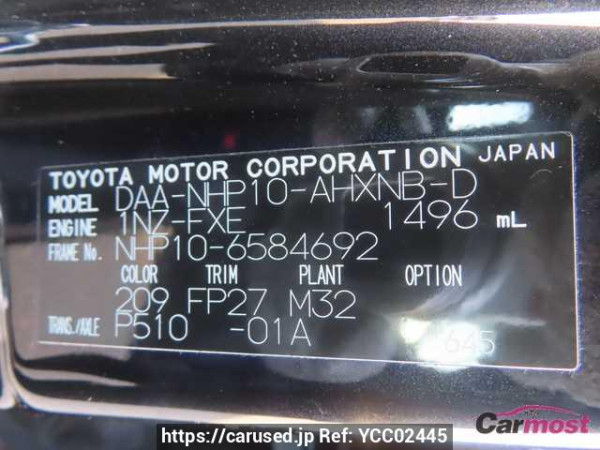 TOYOTA MOTOR CORPORATION JAPAN
MODEL DAA-NHP10-AHXNB-D
ENGINE 1NZ-FXE 1496 mL
FRAME No. NHP10-6584692
COLOR TRIM PLANT OPTION
209 FP27 M32
TRANS./AXLE P510 -01A
645
Carmost
https://carused.jp Ref: YCC02445